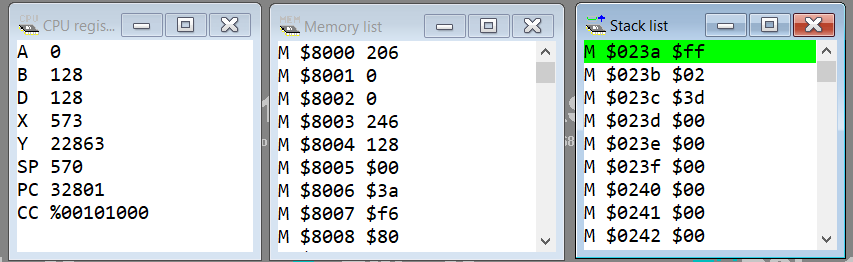 CPU regis...
A 0
B 128
D 128
X 573
Y 22863
SP 570
PC 32801
CC %00101000
Memory list
M $8000 206
M $8001 0
M $8002 0
M $8003 246
M $8004 128
M $8005 $00
M $8006 $3a
M $8007 $f6
M $8008 $80
Stack list
M $023a $ff
M $023b $02
M $023c $3d
M $023d $00
M $023e $00
M $023f $00
M $0240 $00
M $0241 $00
M $0242 $00